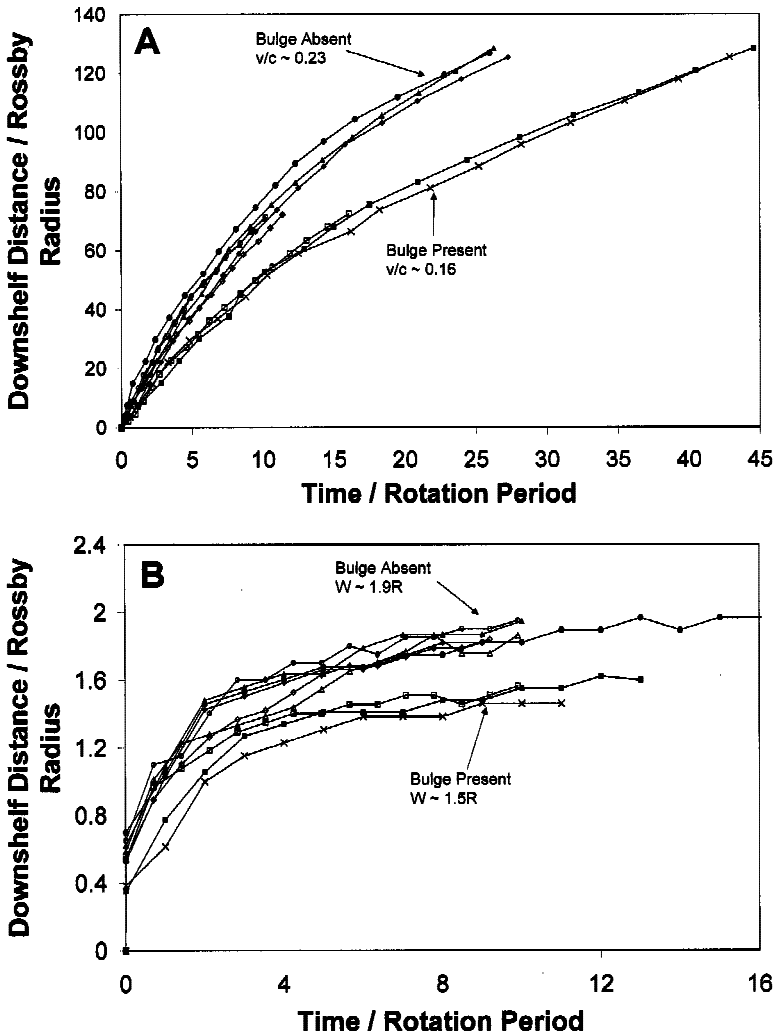 A
Bulge Absent
v/c ~ 0.23
Bulge Present
v/c ~ 0.16
140
120
100
80
60
40
20
0
0 5 10 15 20 25 30 35 40 45
Downshelf Distance / Rossby
Radius
Time / Rotation Period
B
Bulge Absent
W ~ 1.9R
Bulge Present
W ~ 1.5R
2.4
2
1.6
1.2
0.8
0.4
0
0 4 8 12 16
Downshelf Distance / Rossby
Radius
Time / Rotation Period